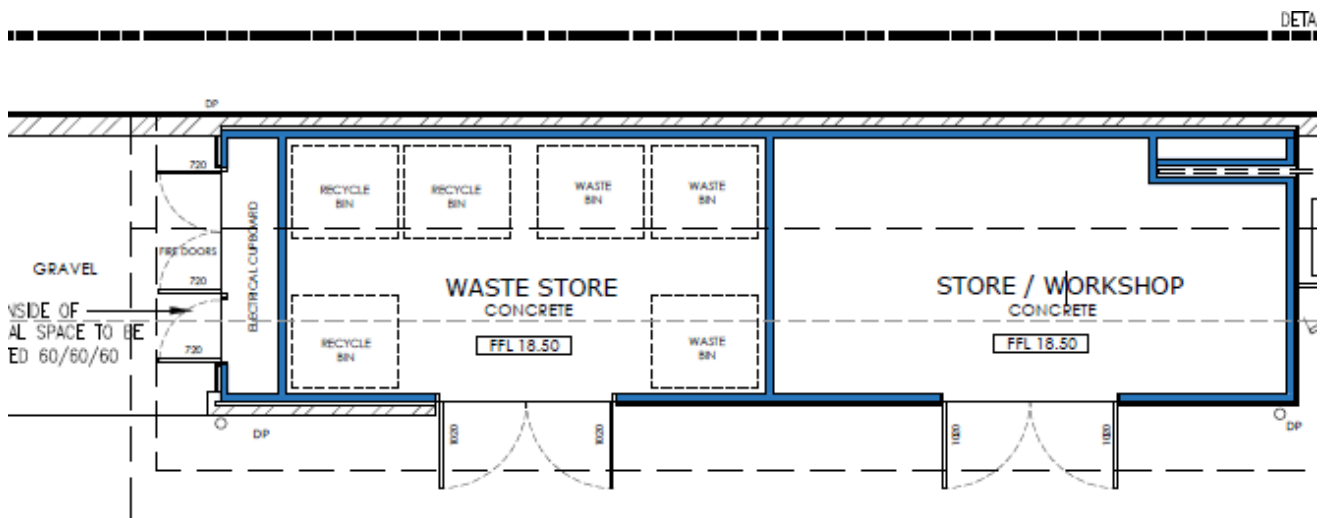 DETA
DP
720
RECYCLE
BIN
RECYCLE
BIN
WASTE
BIN
WASTE
BIN
ELECTRICAL CUPBOARD
FIRE DOORS
GRAVEL
720
WASTE STORE
CONCRETE
FFL 18.50
STORE / WORKSHOP
CONCRETE
FFL 18.50
NSIDE OF
AL SPACE TO BE
ED 60/60/60
720
RECYCLE
BIN
WASTE
BIN
DP
1020
1020
1020
1020
DP